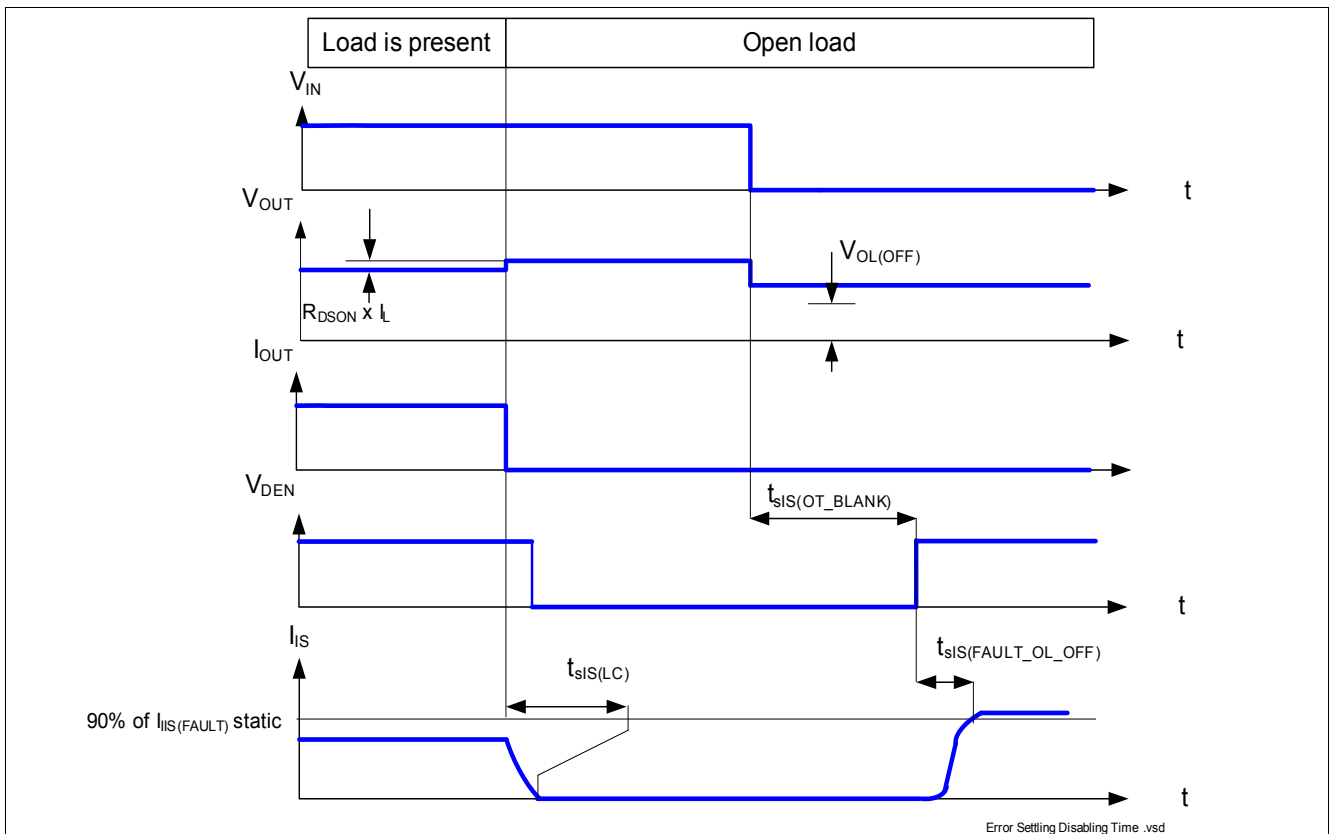 Load is present
Open load
VIN
t
VOUT
VOL(OFF)
RDSON x IL
t
IOUT
VDEN
tsIS(OT_BLANK)
t
IIS
tsIS(FAULT_OL_OFF)
tsIS(LC)
90% of IIIS(FAULT) static
t
Error Settling Disabling Time .vsd